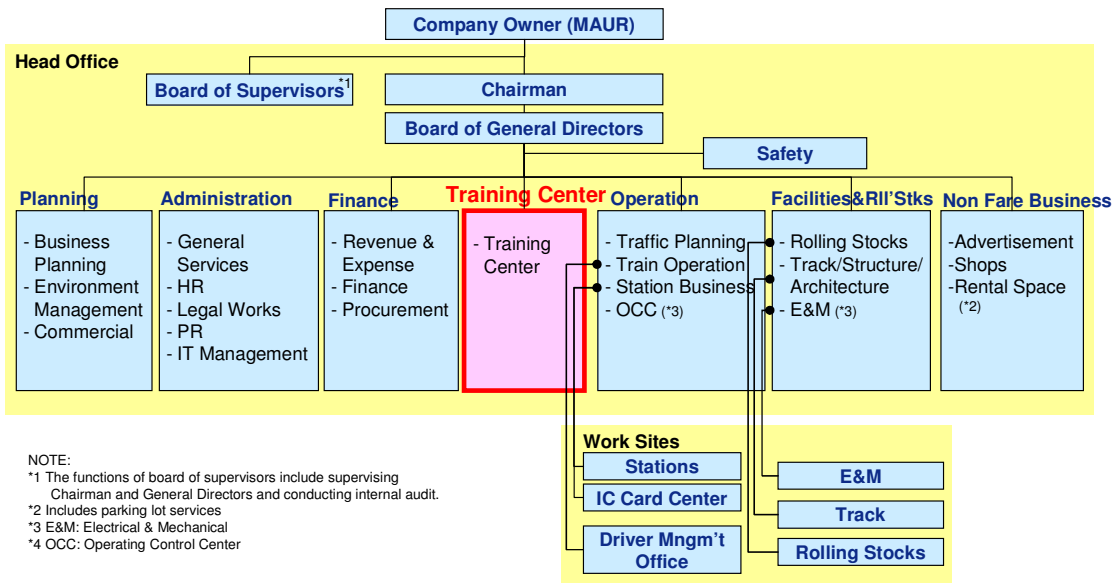 Company Owner (MAUR)
Head Office
Board of Supervisors*1
Chairman
Board of General Directors
Safety
Planning
- Business
Planning
- Environment
Management
- Commercial
Administration
- General
Services
- HR
- Legal Works
- PR
- IT Management
Finance
- Revenue &
Expense
- Finance
- Procurement
Training Center
- Training
Center
Operation
- Traffic Planning
- Train Operation
- Station Business
- OCC (*3)
Facilities&Rll'Stks
- Rolling Stocks
- Track/Structure/
Architecture
- E&M (*3)
Non Fare Business
-Advertisement
-Shops
-Rental Space
(*2)
Work Sites
Stations
IC Card Center
Driver Mngm't
Office
E&M
Track
Rolling Stocks
NOTE:
*1 The functions of board of supervisors include supervising
Chairman and General Directors and conducting internal audit.
*2 Includes parking lot services
*3 E&M: Electrical & Mechanical
*4 OCC: Operating Control Center